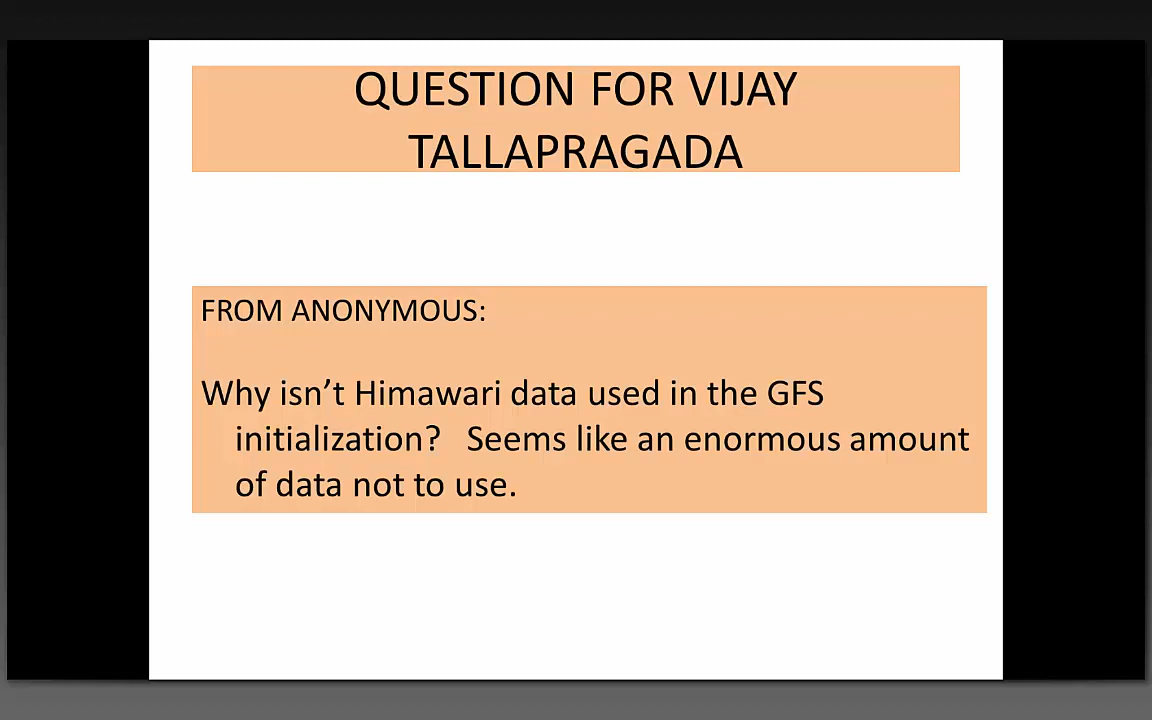 QUESTION FOR VIJAY
TALLAPRAGADA
FROM ANONYMOUS:
Why isn’t Himawari data used in the GFS
initialization?   Seems like an enormous amount
of data not to use.